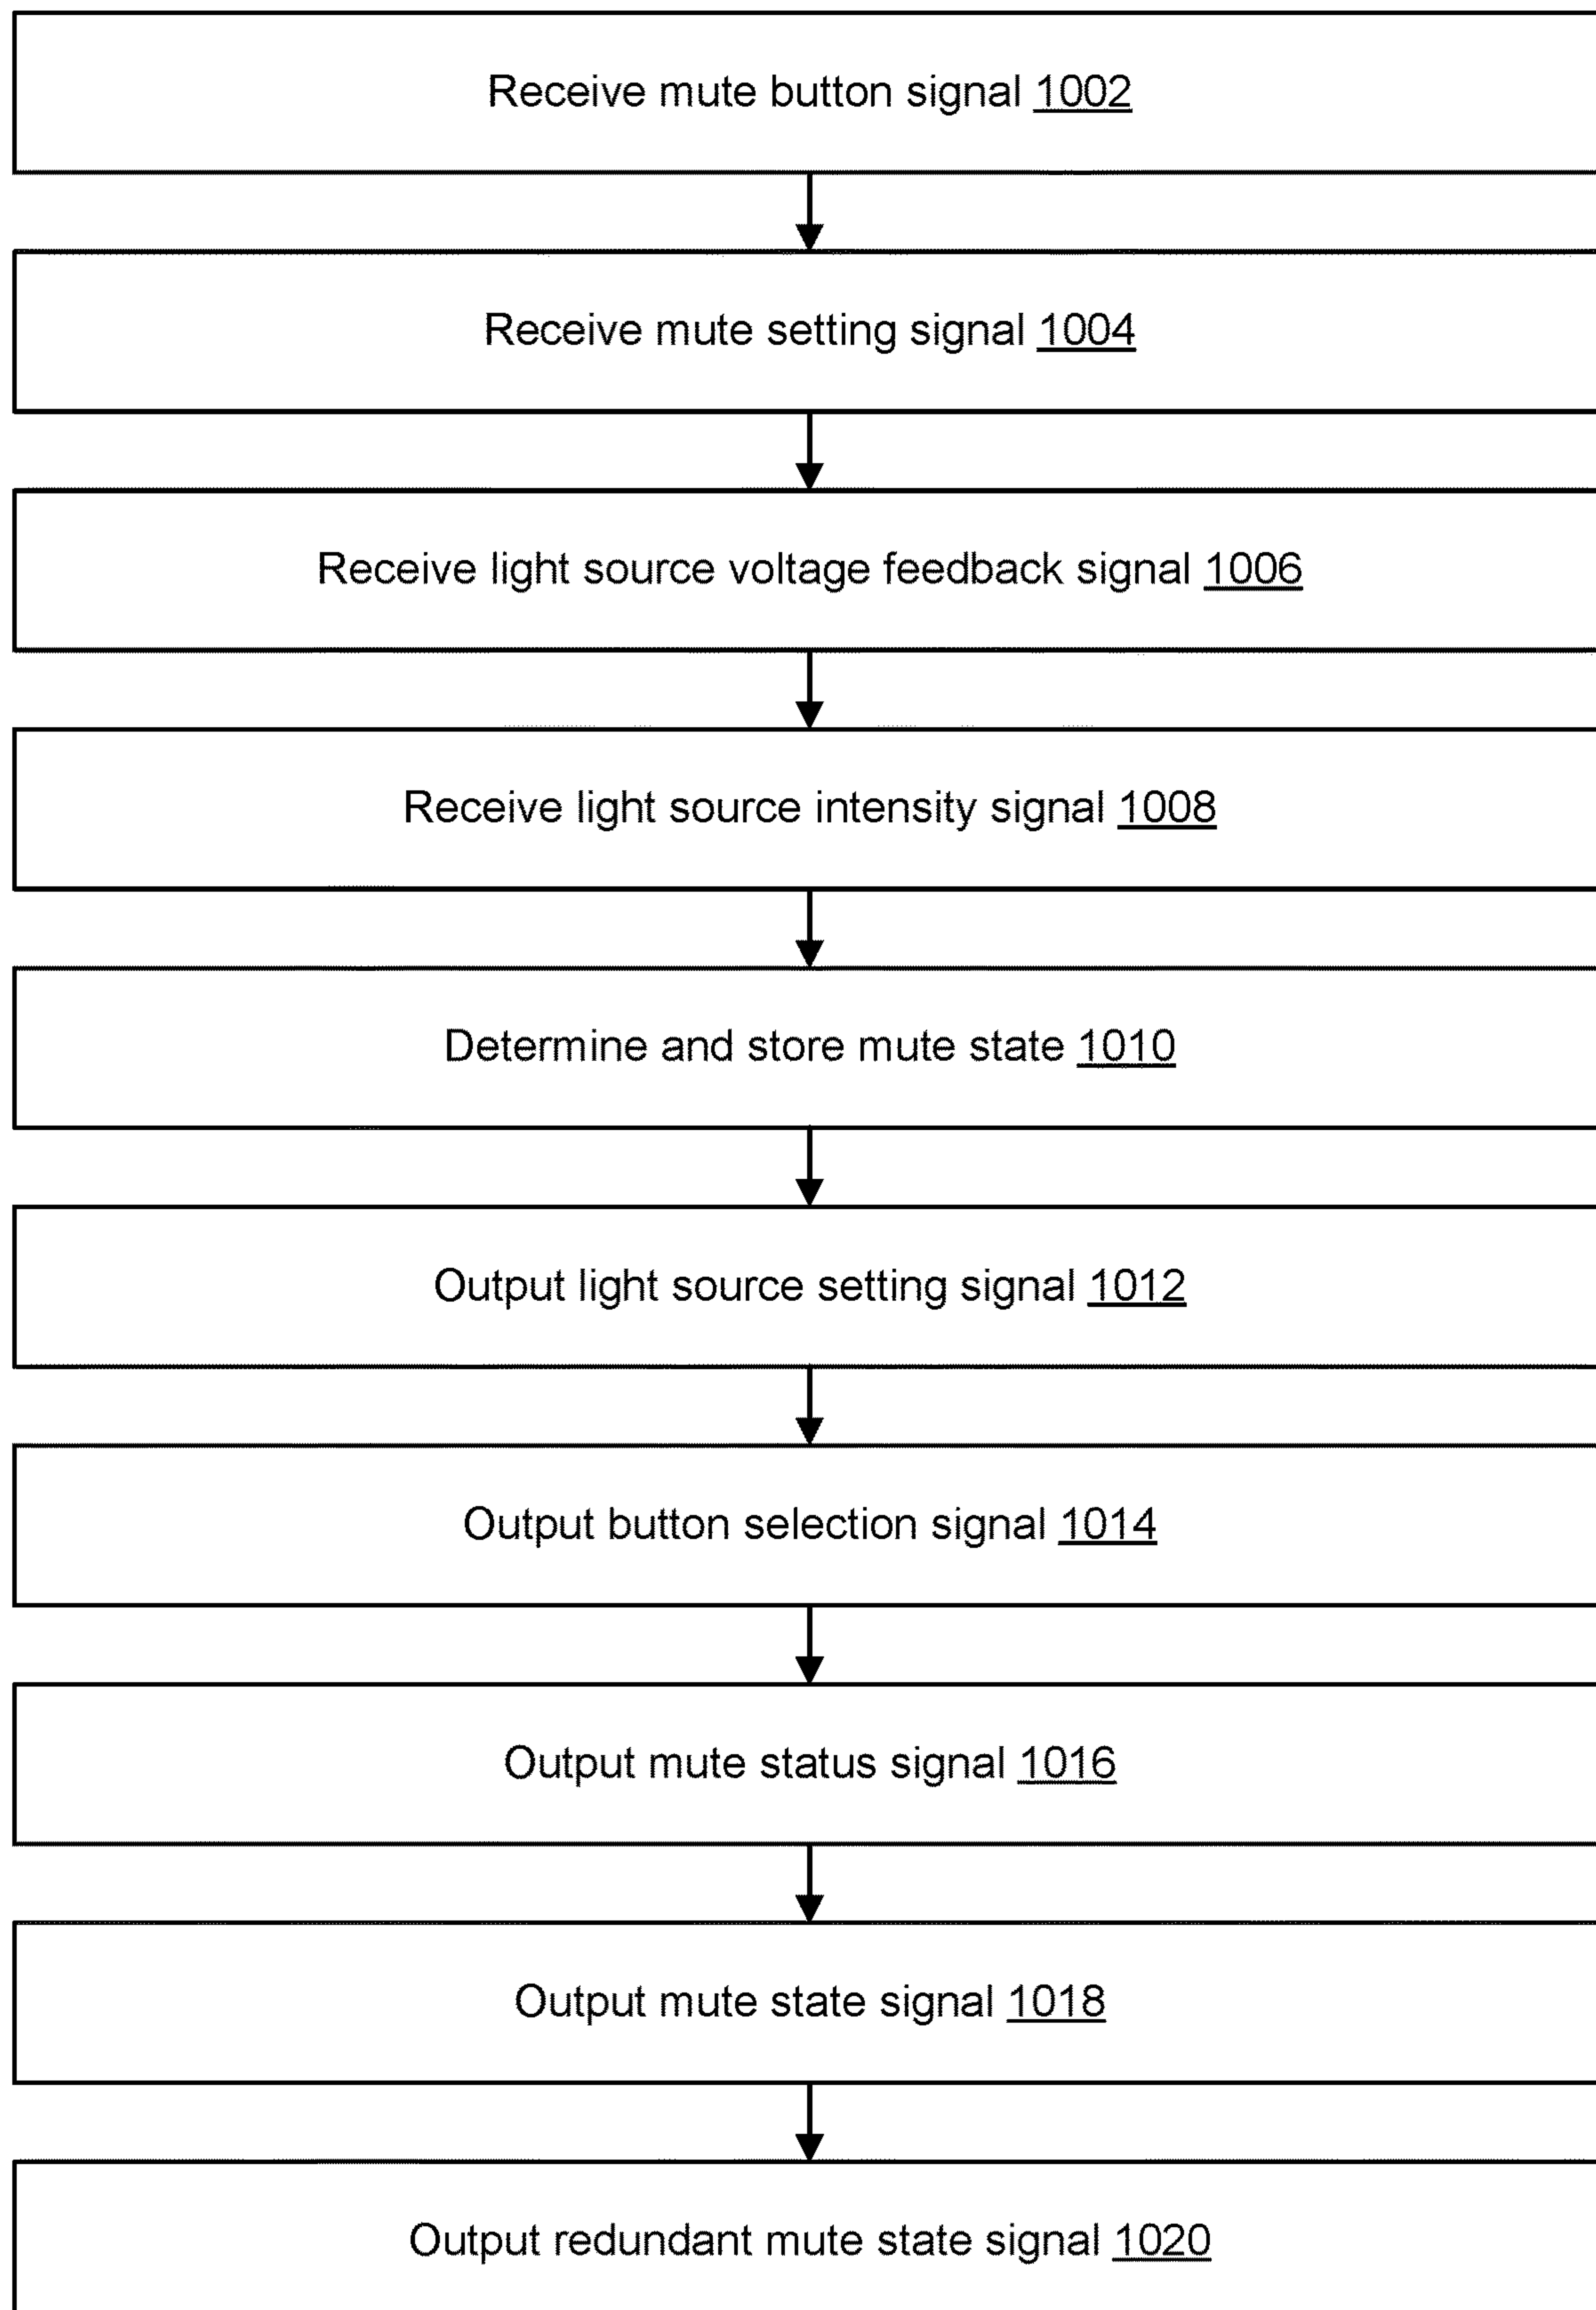 Receive mute button signal 1002
Receive mute setting signal 1004
Receive light source voltage feedback signal 1006
Receive light source intensity signal 1008
Determine and store mute state 1010
Output light source setting signal 1012
Output button selection signal 1014
Output mute status signal 1016
Output mute state signal 1018
Output redundant mute state signal 1020